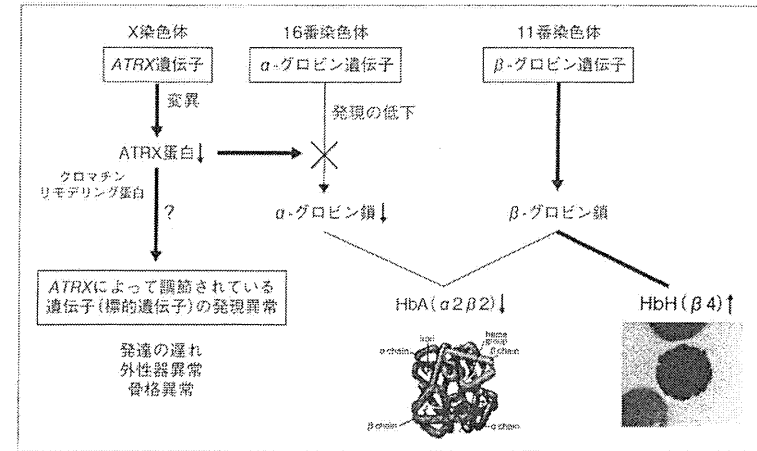 X染色体
16番染色体
11番染色体
ATRX遺伝子
α-グロビン遺伝子
β-グロビン遺伝子
変異
発現の低下
ATRX蛋白↓
クロマチン
リモデリング蛋白
?
α-グロビン鎖↓
β-グロビン鎖
ATRXによって調節されている
遺伝子(標的遺伝子)の発現異常
HbA(α2β2)↓
HbH(β4)↑
発達の遅れ
外性器異常
骨格異常
heme
group
α chain
β chain
β chain
α chain